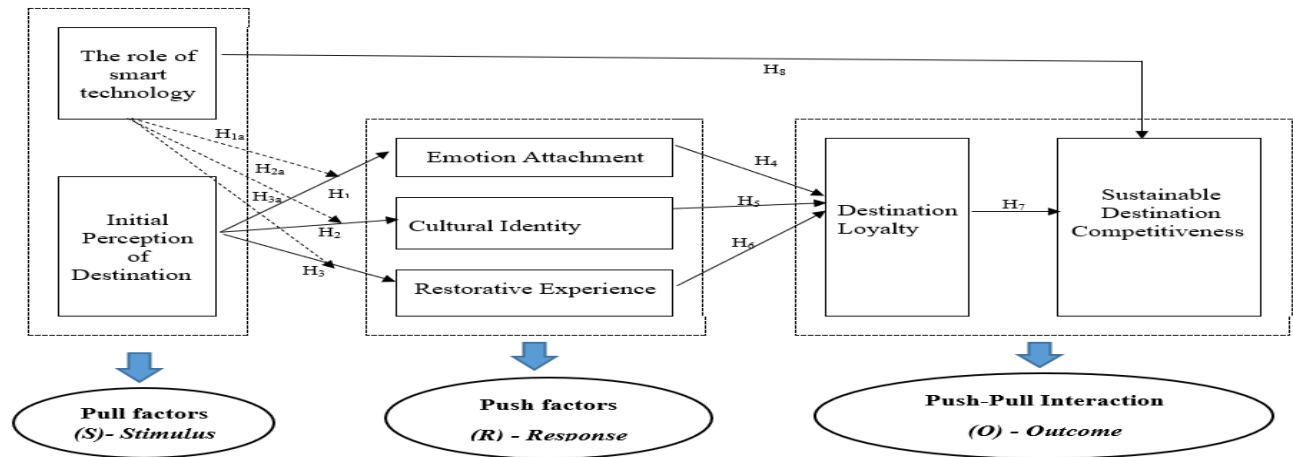 The role of
smart
technology
H8
H1a
H2a
H3a
H1
H2
H3
Initial
Perception
of
Destination
Emotion Attachment
Cultural Identity
Restorative Experience
H4
H5
H6
Destination
Loyalty
H7
Sustainable
Destination
Competitiveness
Pull factors
(S)- Stimulus
Push factors
(R) - Response
Push-Pull Interaction
(O) - Outcome